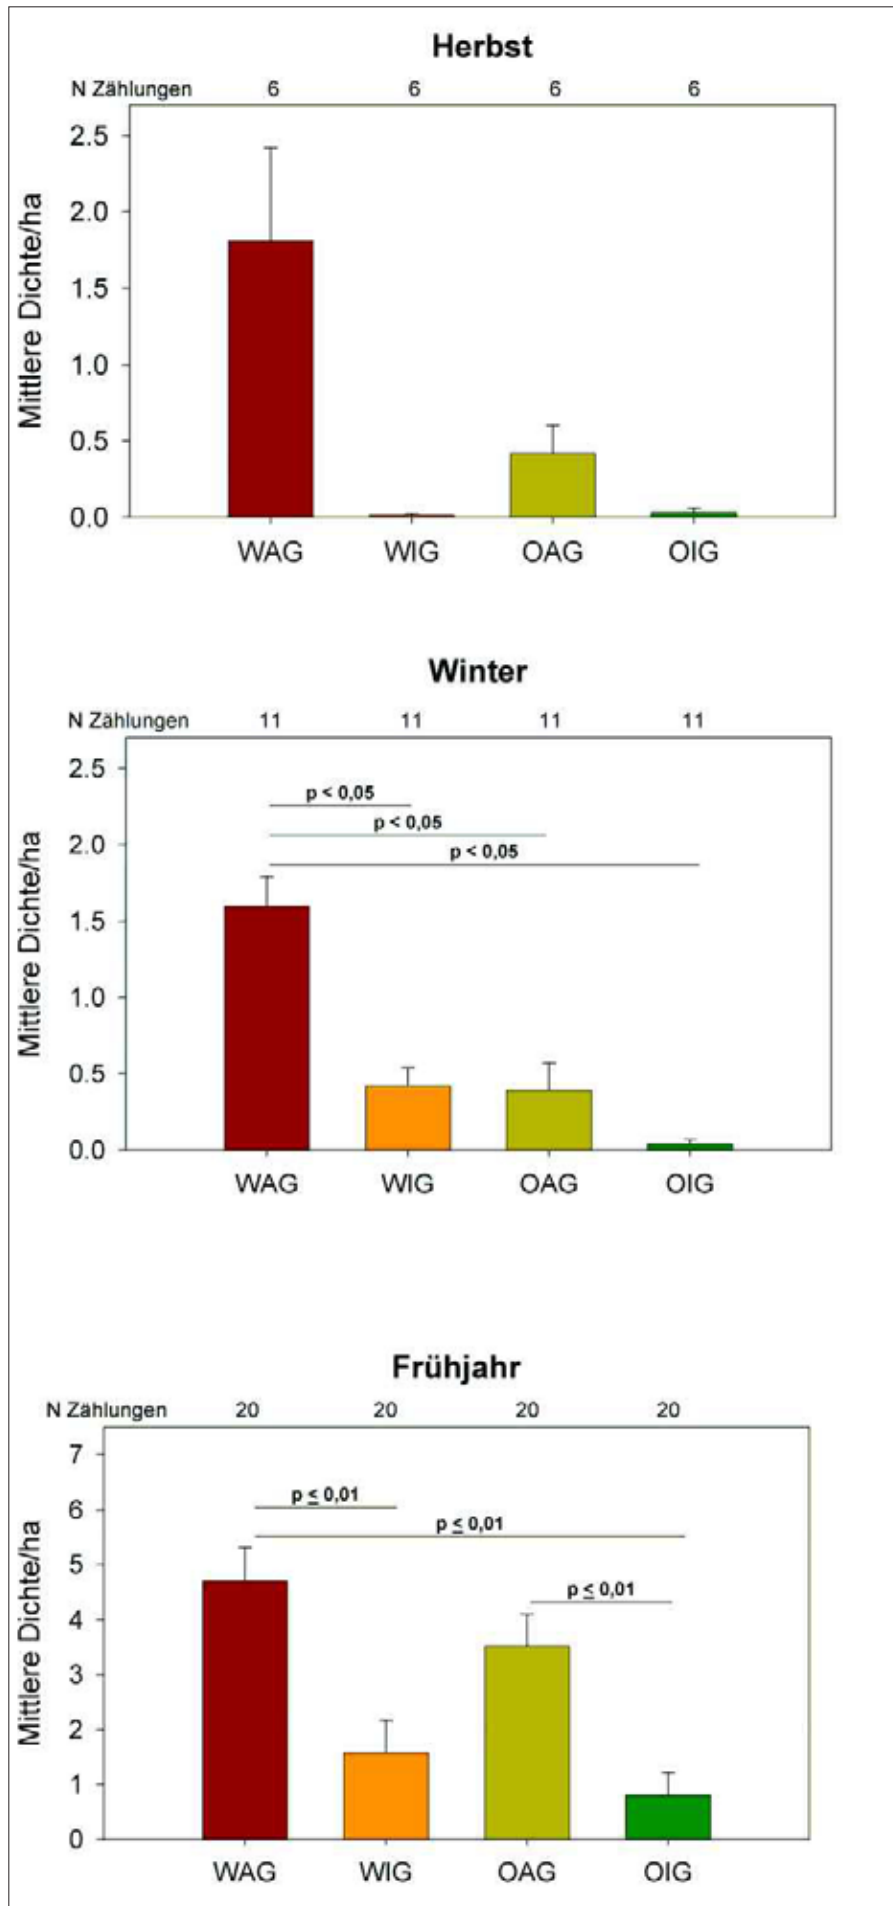 Herbst
N Zählungen 6 6 6 6
Mittlere Dichte/ha
2.5
2.0
1.5
1.0
0.5
0.0
WAG WIG OAG OIG
Winter
N Zählungen 11 11 11 11
Mittlere Dichte/ha
2.5
2.0
1.5
1.0
0.5
0.0
p < 0,05
p < 0,05
p < 0,05
WAG WIG OAG OIG
Frühjahr
N Zählungen 20 20 20 20
Mittlere Dichte/ha
7
6
5
4
3
2
1
0
p ≤ 0,01
p ≤ 0,01
p ≤ 0,01
WAG WIG OAG OIG